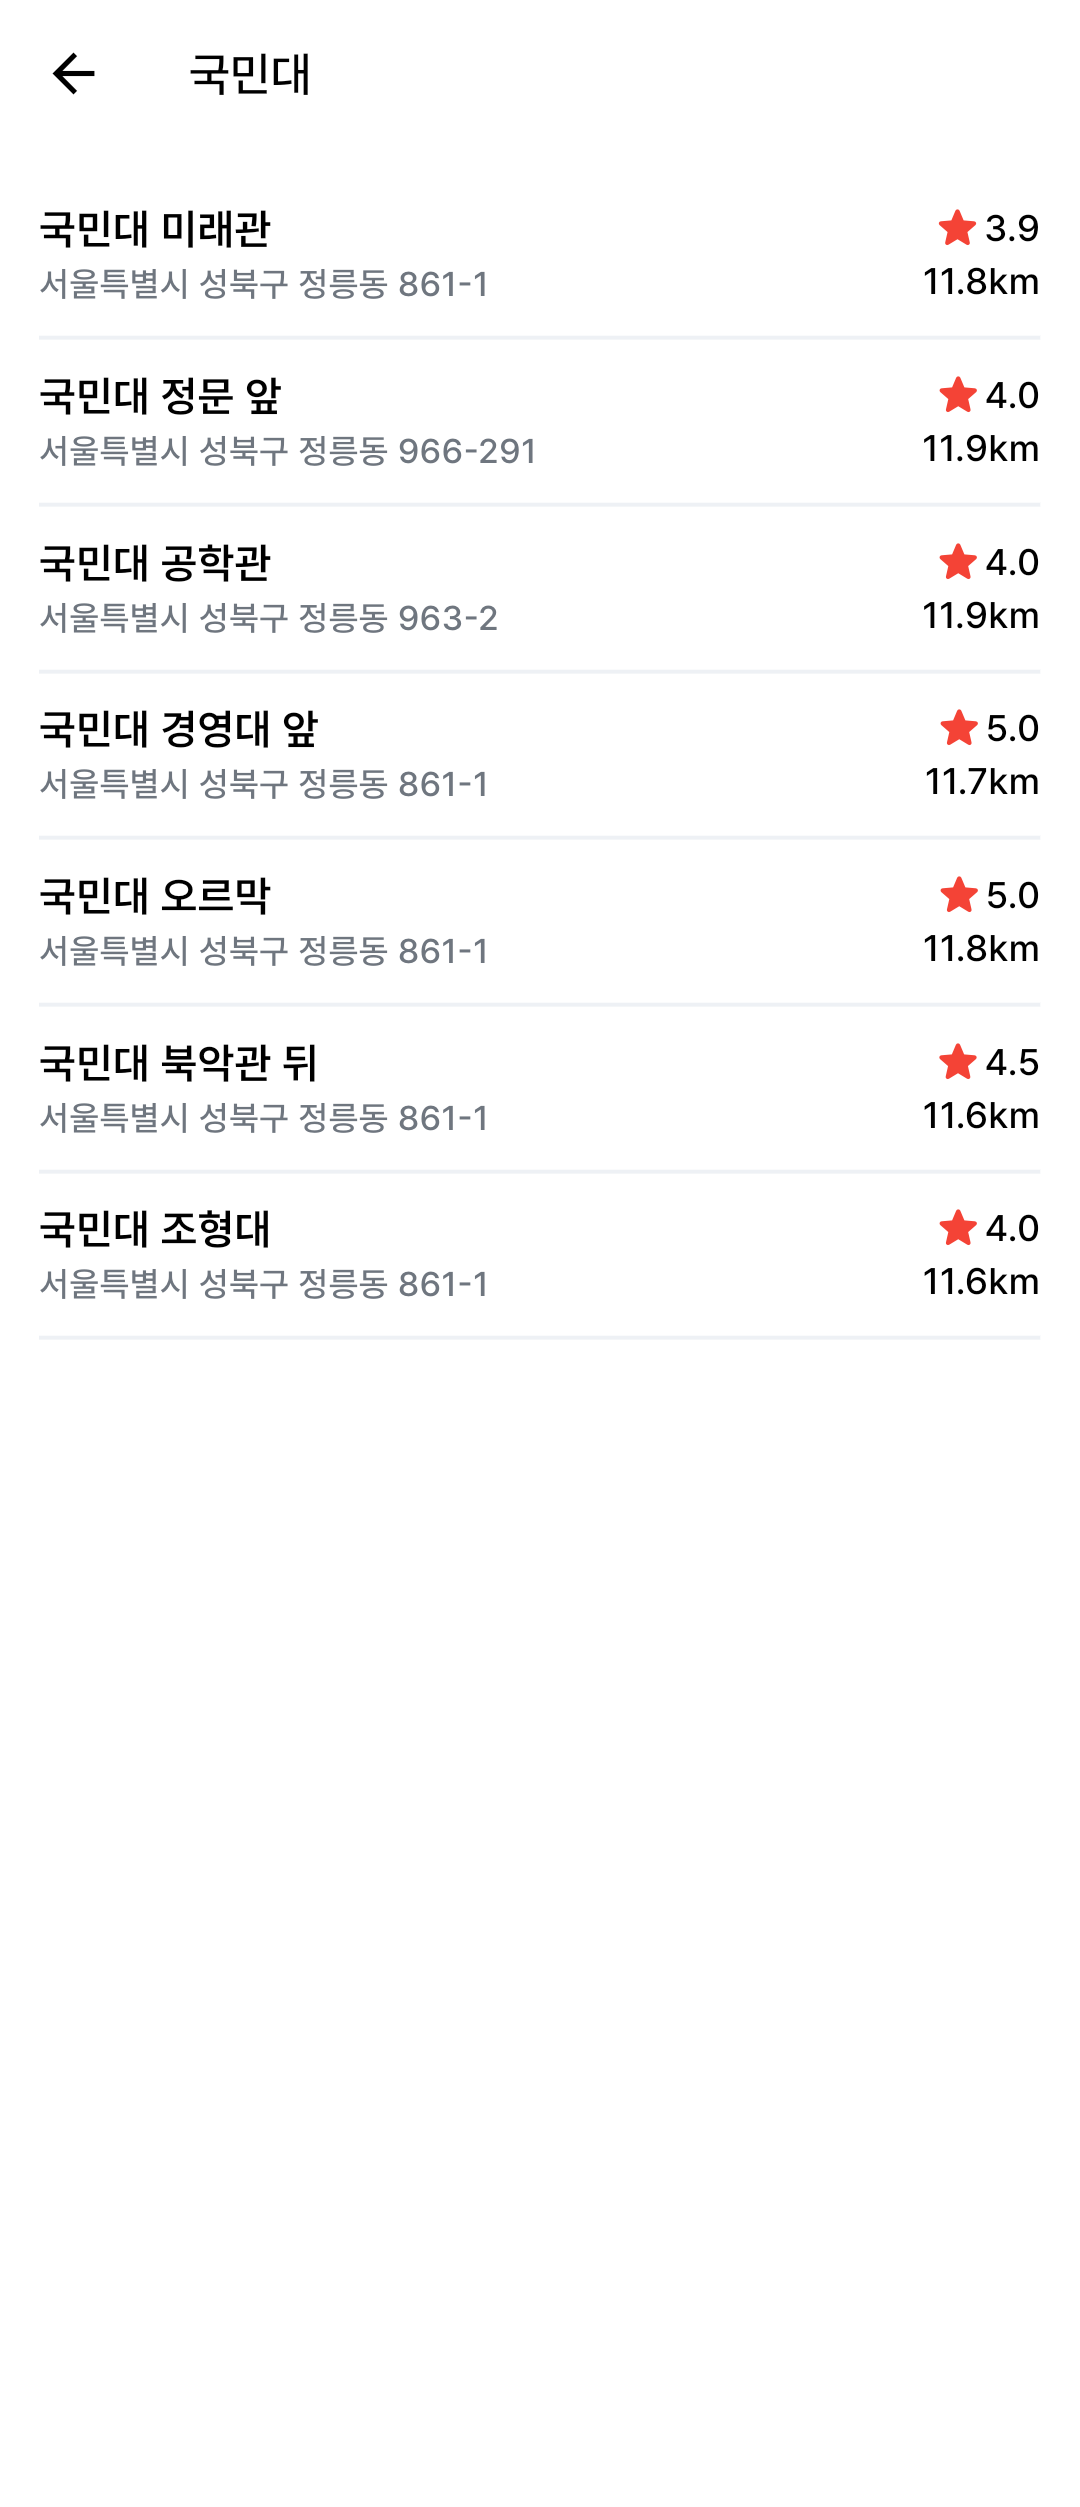 국민대
국민대 미래관
3.9
서울특별시 성북구 정릉동 861-1
11.8km
국민대 정문 앞
4.0
서울특별시 성북구 정릉동 966-291
11.9km
국민대 공학관
4.0
서울특별시 성북구 정릉동 963-2
11.9km
국민대 경영대 앞
5.0
서울특별시 성북구 정릉동 861-1
11.7km
국민대 오르막
5.0
서울특별시 성북구 정릉동 861-1
11.8km
국민대 북악관 뒤
4.5
서울특별시 성북구 정릉동 861-1
11.6km
국민대 조형대
4.0
서울특별시 성북구 정릉동 861-1
11.6km